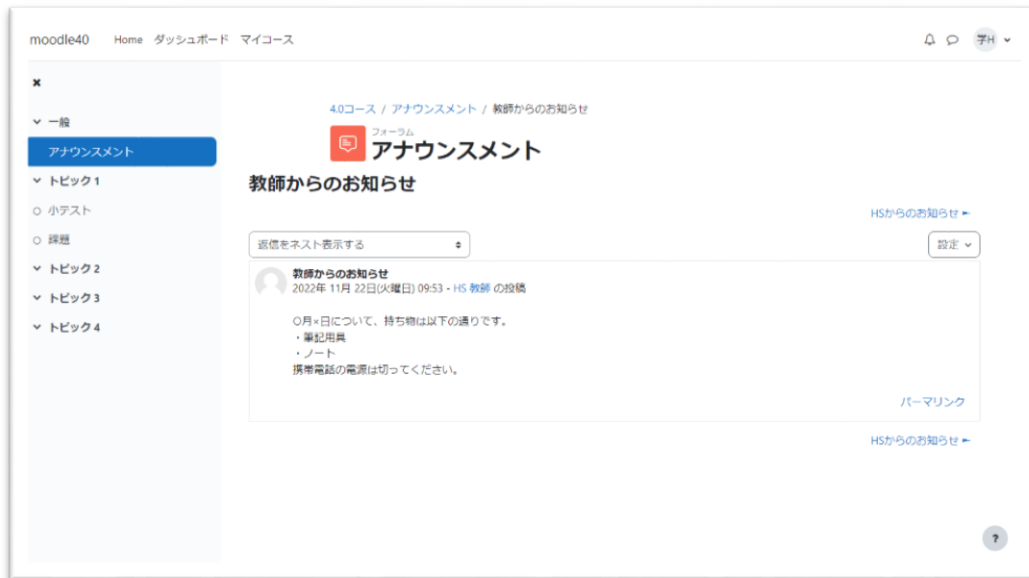 moodle40 Home ダッシュボード マイコース 学H
一般
アナウンスメント
トピック 1
小テスト
課題
トピック 2
トピック 3
トピック 4
4.0コース / アナウンスメント / 教師からのお知らせ
フォーラム
アナウンスメント
教師からのお知らせ
HSからのお知らせ ►
返信をネスト表示する
設定
教師からのお知らせ
2022年 11月 22日(火曜日) 09:53 - HS 教師 の投稿
〇月×日について、持ち物は以下の通りです。
・筆記用具
・ノート
携帯電話の電源は切ってください。
パーマリンク
HSからのお知らせ ►
?